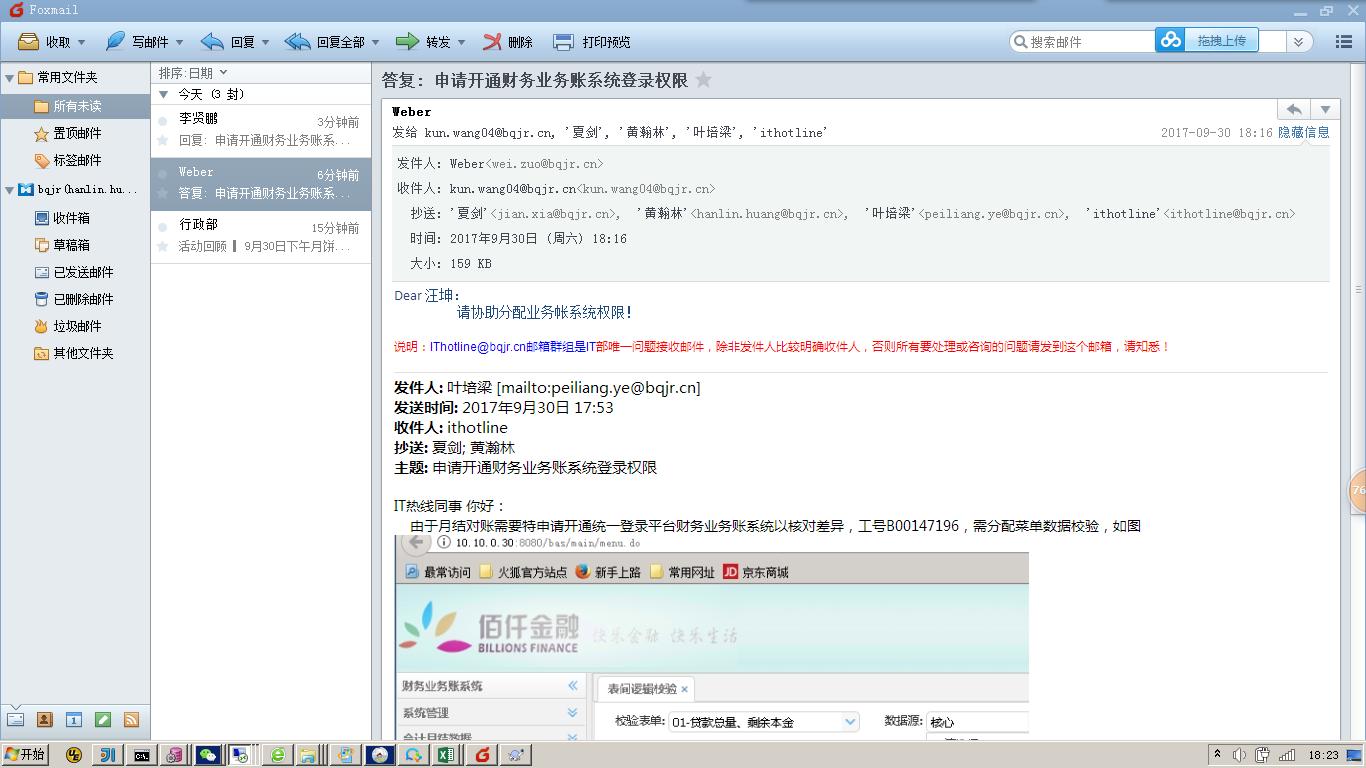 Foxmail
收取 写邮件 回复 回复全部 转发 删除 打印预览 搜索邮件 拖拽上传
常用文件夹
所有未读
置顶邮件
标签邮件
bqjr(hanlin.hu...
收件箱
草稿箱
已发送邮件
已删除邮件
垃圾邮件
其他文件夹
排序:日期
今天 (3 封)
李贤鹏 3分钟前
回复: 申请开通财务业务账系...
Weber 6分钟前
答复: 申请开通财务业务账系...
行政部 15分钟前
活动回顾 ‖ 9月30日下午月饼...
答复: 申请开通财务业务账系统登录权限
Weber
发给 kun.wang04@bqjr.cn, '夏剑', '黄瀚林', '叶培梁', 'ithotline' 2017-09-30 18:16 隐藏信息
发件人: Weber<wei.zuo@bqjr.cn>
收件人: kun.wang04@bqjr.cn<kun.wang04@bqjr.cn>
抄送: '夏剑'<jian.xia@bqjr.cn>, '黄瀚林'<hanlin.huang@bqjr.cn>, '叶培梁'<peiliang.ye@bqjr.cn>, 'ithotline'<ithotline@bqjr.cn>
时间: 2017年9月30日 (周六) 18:16
大小: 159 KB
Dear 汪坤:
请协助分配业务帐系统权限!
说明:IThotline@bqjr.cn邮箱群组是IT部唯一问题接收邮件，除非发件人比较明确收件人，否则所有要处理或咨询的问题请发到这个邮箱，请知悉！
发件人: 叶培梁 [mailto:peiliang.ye@bqjr.cn]
发送时间: 2017年9月30日 17:53
收件人: ithotline
抄送: 夏剑; 黄瀚林
主题: 申请开通财务业务账系统登录权限
IT热线同事 你好：
由于月结对账需要特申请开通统一登录平台财务业务账系统以核对差异，工号B00147196，需分配菜单数据校验，如图
10.10.0.30:8080/bas/main/menu.do
最常访问 火狐官方站点 新手上路 常用网址 JD 京东商城
佰仟金融 快乐金融 快乐生活
BILLIONS FINANCE
财务业务账系统 表间逻辑校验
系统管理 校验表单: 01-贷款总量、剩余本金 数据源: 核心
会计月结数据
76
开始 18:23